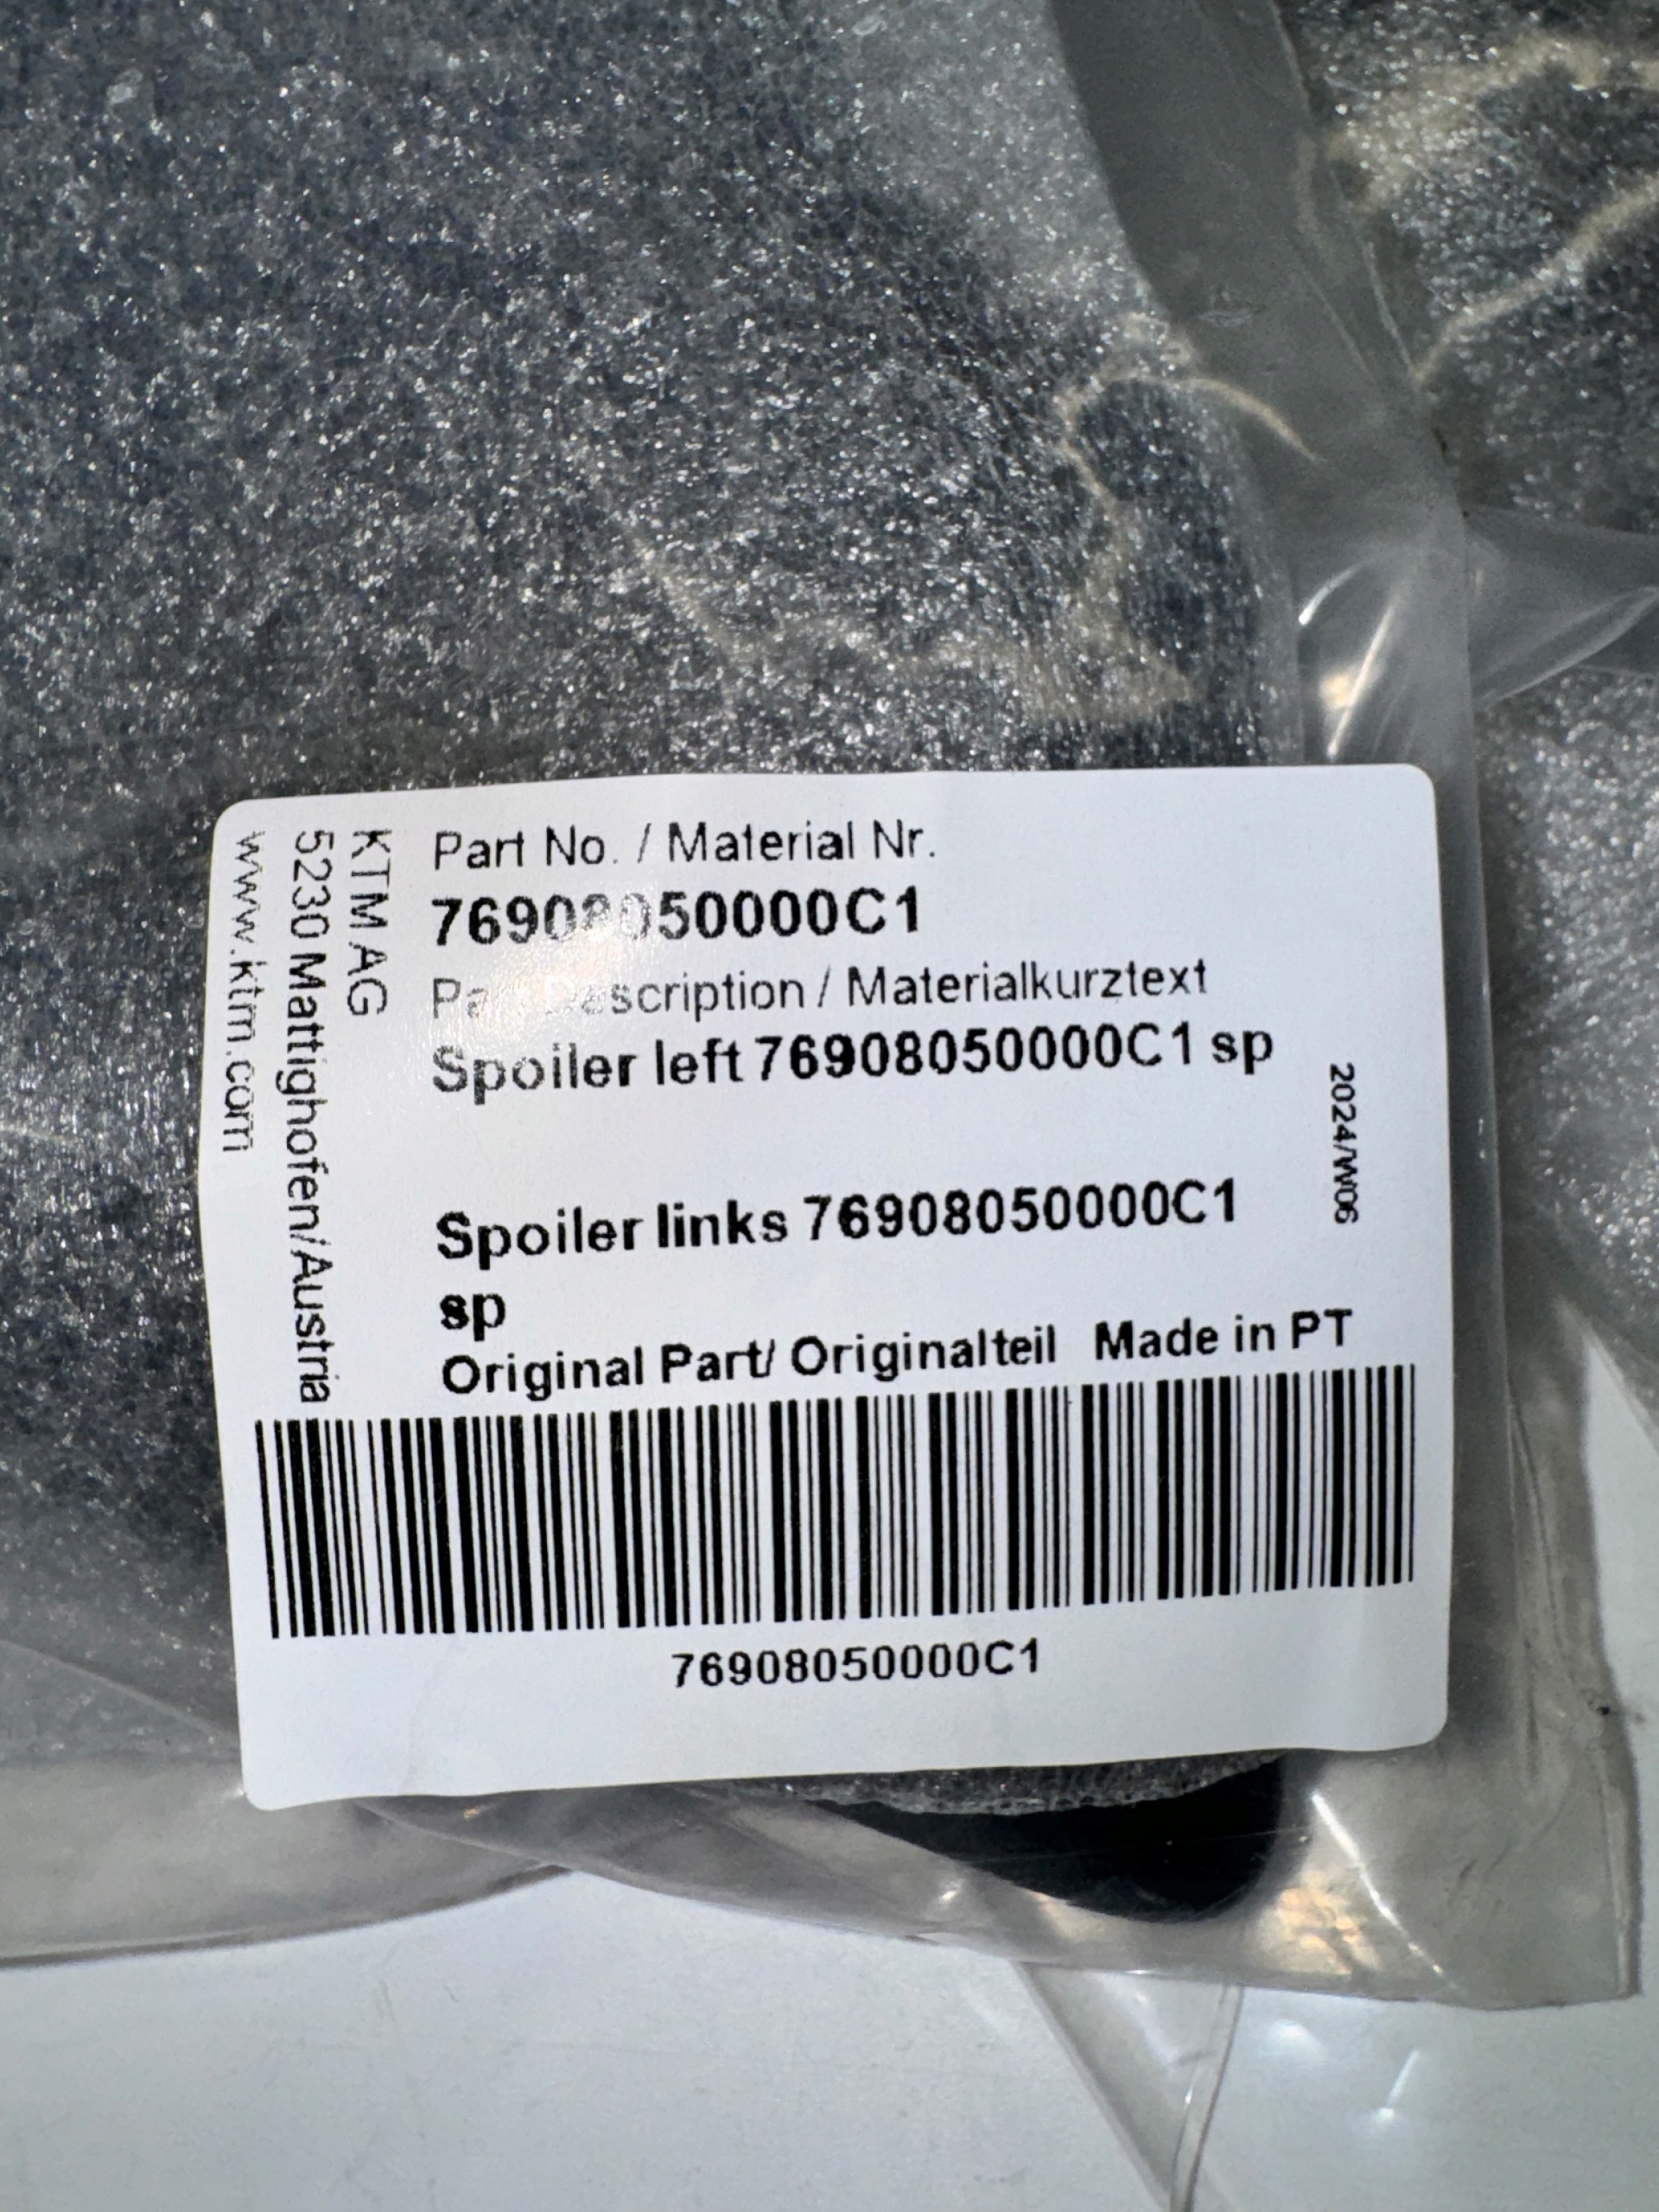 KTM AG
5230 Mattighofen/Austria
www.ktm.com
Part No. / Material Nr.
76908050000C1
Part Description / Materialkurztext
Spoiler left 76908050000C1 sp
2024/W06
Spoiler links 76908050000C1
sp
Original Part/ Originalteil Made in PT
76908050000C1